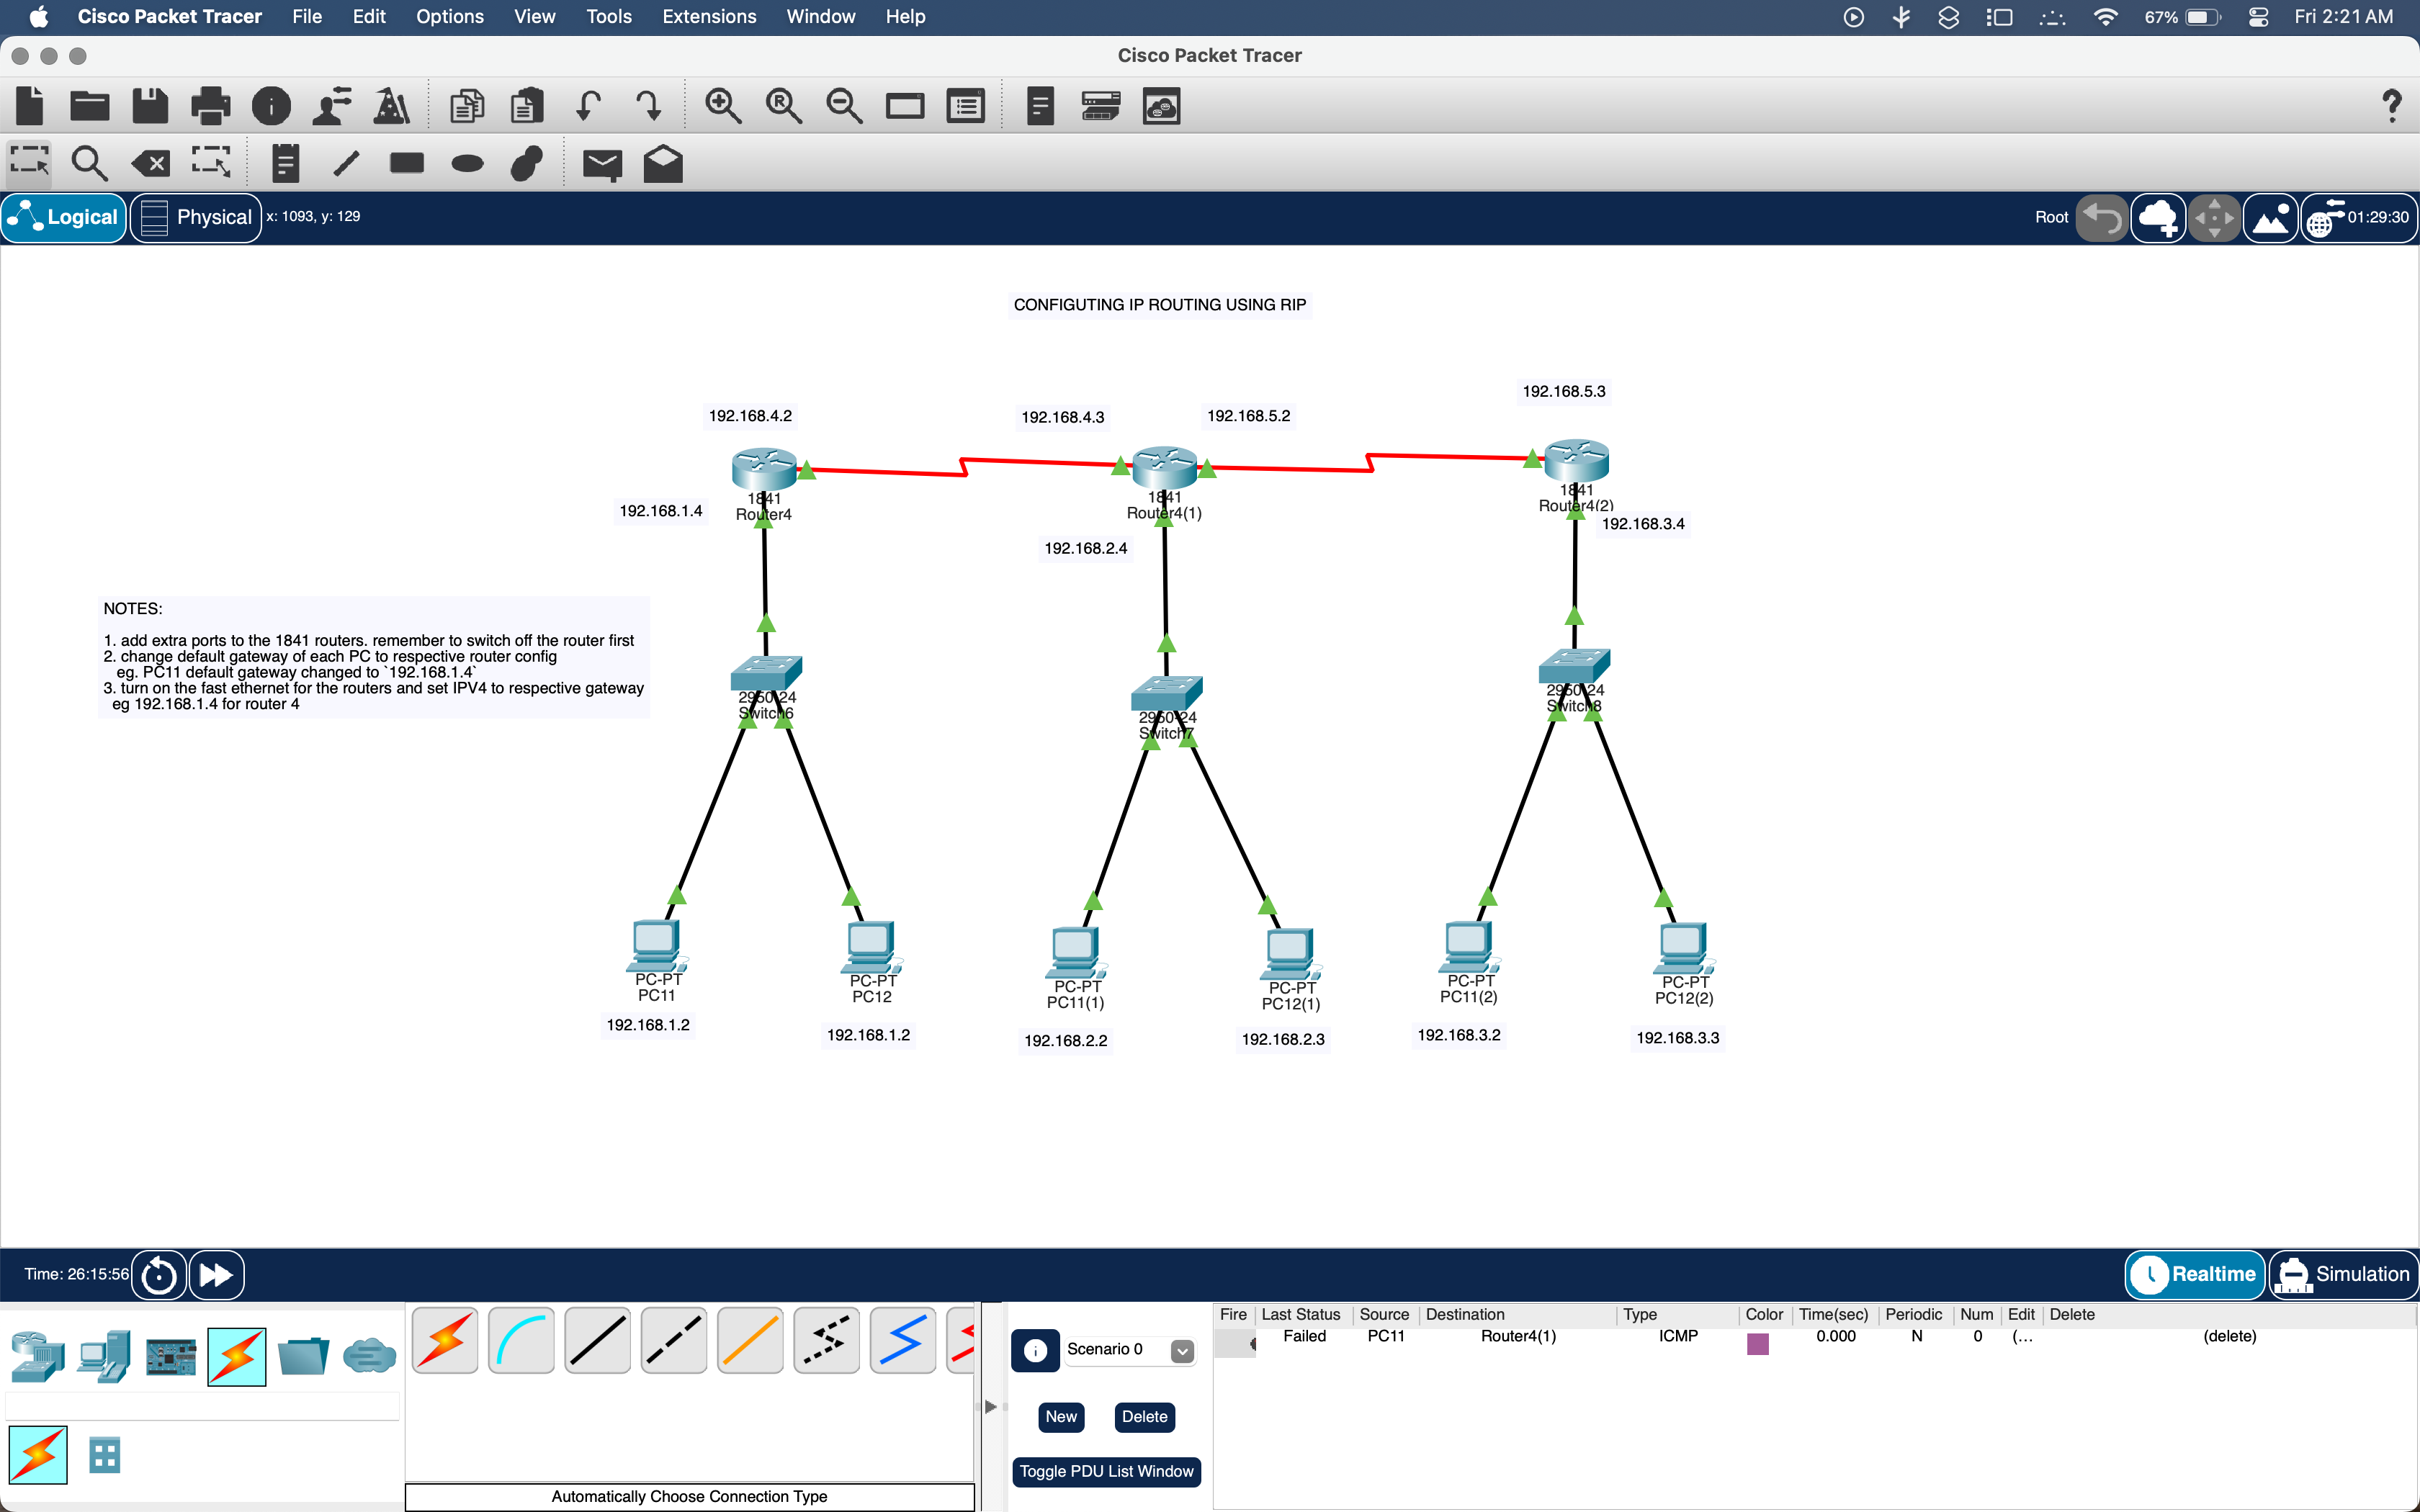 Cisco Packet Tracer File Edit Options View Tools Extensions Window Help 67% Fri 2:21 AM
Cisco Packet Tracer
Logical Physical x: 1093, y: 129 Root 01:29:30
CONFIGUTING IP ROUTING USING RIP
192.168.5.3
192.168.4.2 192.168.4.3 192.168.5.2
1841
Router4
1841
Router4(1)
1841
Router4(2)
192.168.1.4
192.168.2.4
192.168.3.4
NOTES:
1. add extra ports to the 1841 routers. remember to switch off the router first
2. change default gateway of each PC to respective router config
eg. PC11 default gateway changed to `192.168.1.4`
3. turn on the fast ethernet for the routers and set IPV4 to respective gateway
eg 192.168.1.4 for router 4
2950-24
Switch6
2950-24
Switch7
2950-24
Switch8
PC-PT
PC11
PC-PT
PC12
PC-PT
PC11(1)
PC-PT
PC12(1)
PC-PT
PC11(2)
PC-PT
PC12(2)
192.168.1.2
192.168.1.2
192.168.2.2
192.168.2.3
192.168.3.2
192.168.3.3
Time: 26:15:56 Realtime Simulation
Fire Last Status Source Destination Type Color Time(sec) Periodic Num Edit Delete
Failed PC11 Router4(1) ICMP 0.000 N 0 (... (delete)
Scenario 0
New Delete
Toggle PDU List Window
Automatically Choose Connection Type